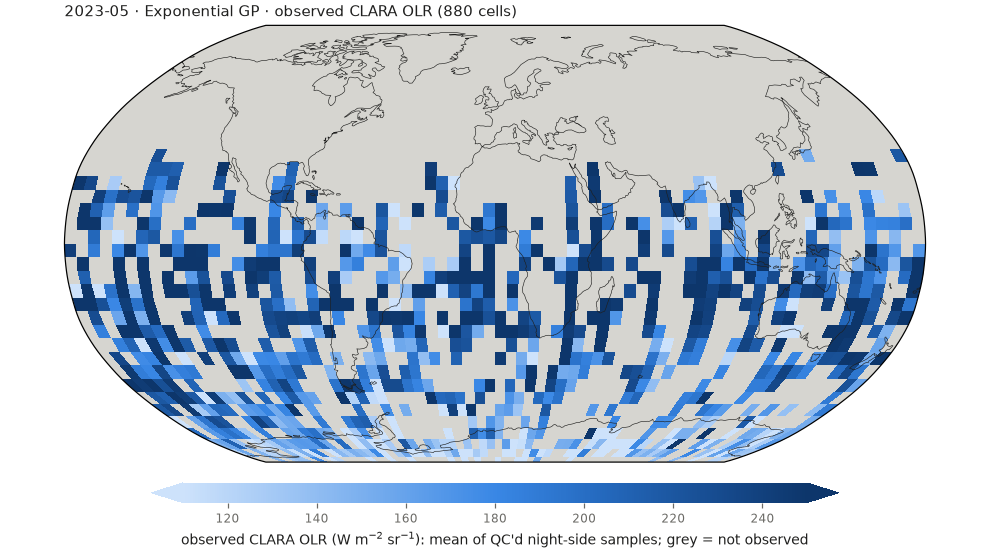 2023-05 · Exponential GP · observed CLARA OLR (880 cells)
120 140 160 180 200 220 240
observed CLARA OLR (W m⁻² sr⁻¹): mean of QC'd night-side samples; grey = not observed